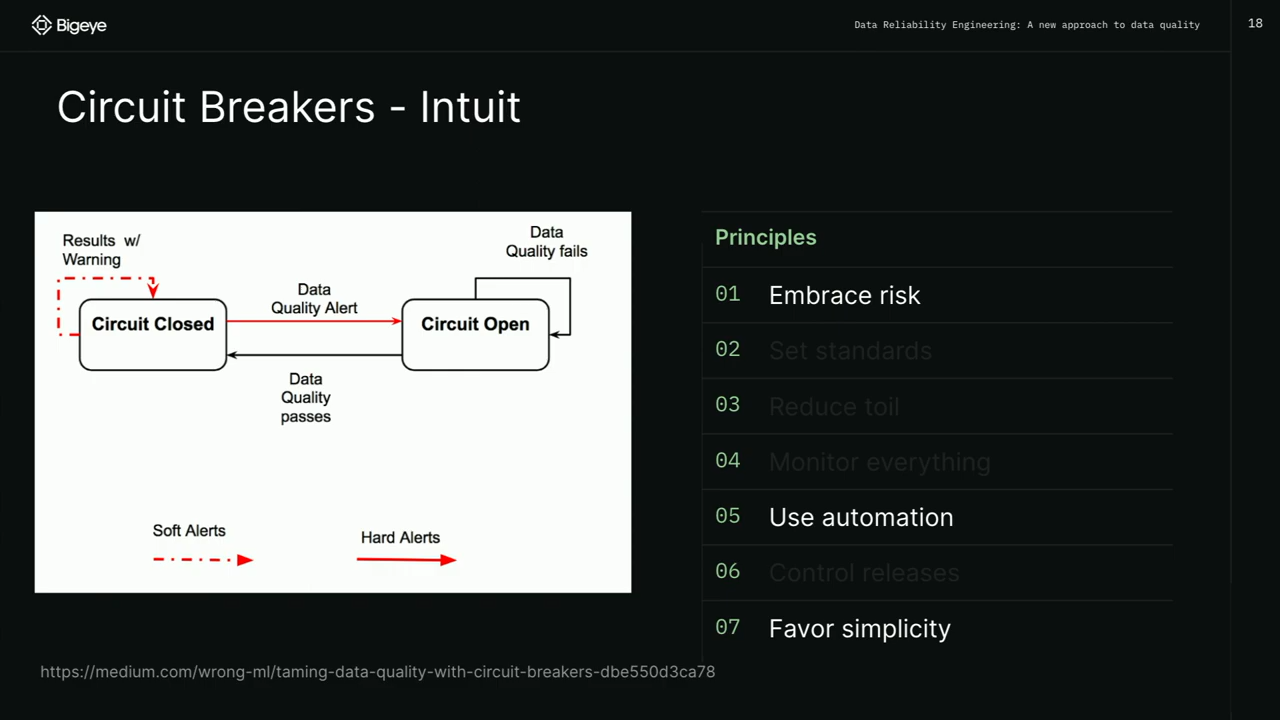 Bigeye
Data Reliability Engineering: A new approach to data quality
18
Circuit Breakers - Intuit
Results w/
Warning
Data
Quality fails
Data
Quality Alert
Circuit Closed
Circuit Open
Data
Quality
passes
Soft Alerts
Hard Alerts
Principles
01 Embrace risk
02 Set standards
03 Reduce toil
04 Monitor everything
05 Use automation
06 Control releases
07 Favor simplicity
https://medium.com/wrong-ml/taming-data-quality-with-circuit-breakers-dbe550d3ca78